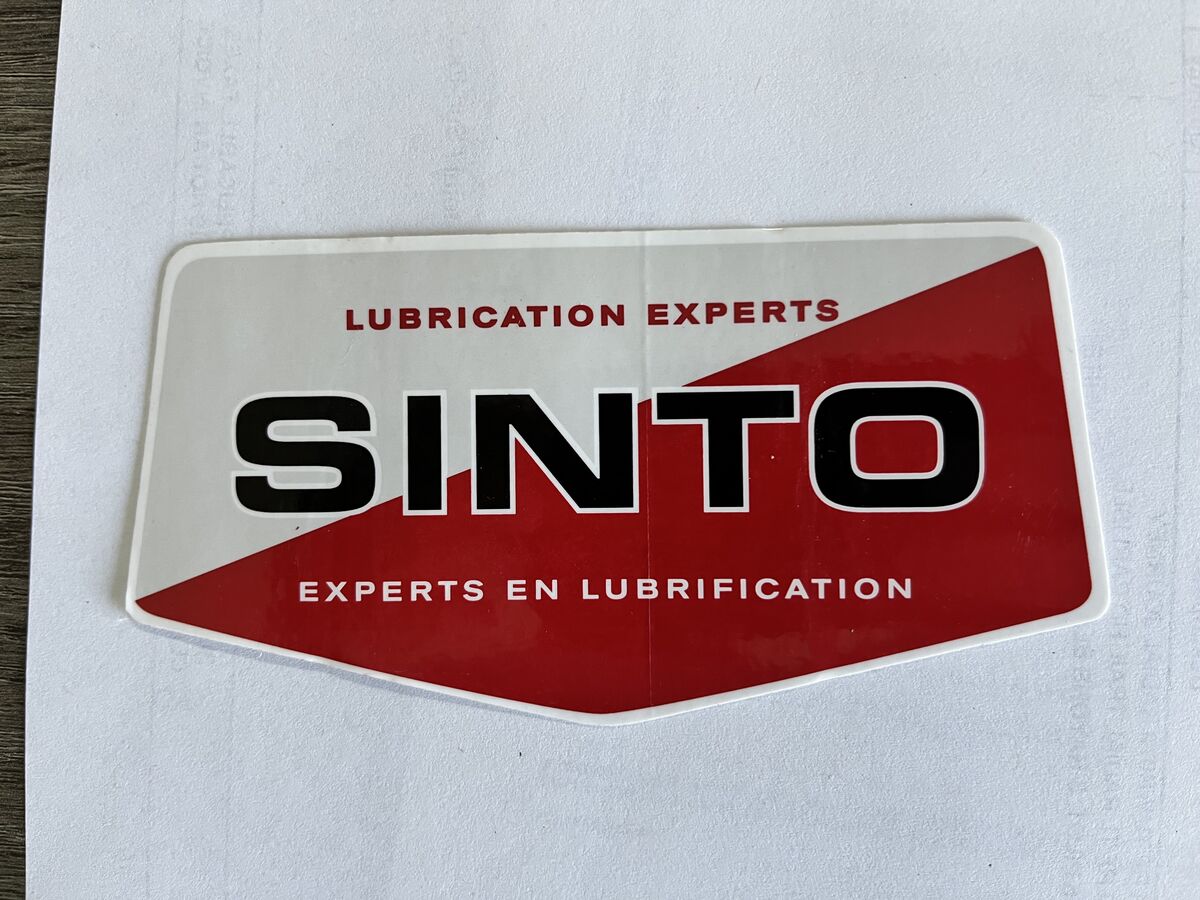 LUBRICATION EXPERTS
SINTO
EXPERTS EN LUBRIFICATION